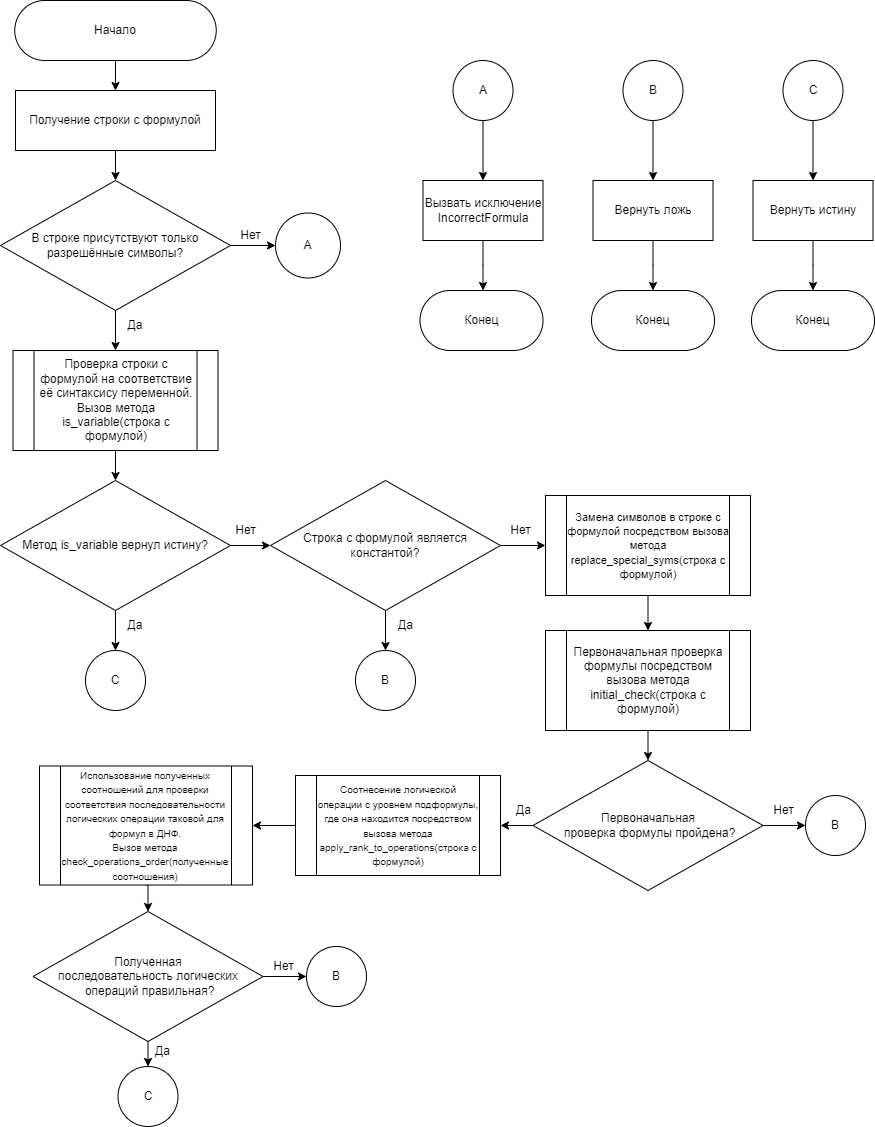 Начало
Получение строки с формулой
В строке присутствуют только
разрешённые символы?
Нет
A
Да
Проверка строки с
формулой на соответствие
её синтаксису переменной.
Вызов метода
is_variable(строка с
формулой)
Метод is_variable вернул истину?
Нет
Да
C
Строка с формулой является
константой?
Нет
Да
B
Замена символов в строке с
формулой посредством вызова
метода
replace_special_syms(строка с
формулой)
Первоначальная проверка
формулы посредством
вызова метода
initial_check(строка с
формулой)
Первоначальная
проверка формулы пройдена?
Нет
B
Да
Соотнесение логической
операции с уровнем подформулы,
где она находится посредством
вызова метода
apply_rank_to_operations(строка с
формулой)
Использование полученных
соотношений для проверки
соответствия последовательности
логических операции таковой для
формул в ДНФ.
Вызов метода
check_operations_order(полученные
соотношения)
Полученная
последовательность логических
операций правильная?
Нет
B
Да
C
A
Вызвать исключение
IncorrectFormula
Конец
B
Вернуть ложь
Конец
C
Вернуть истину
Конец